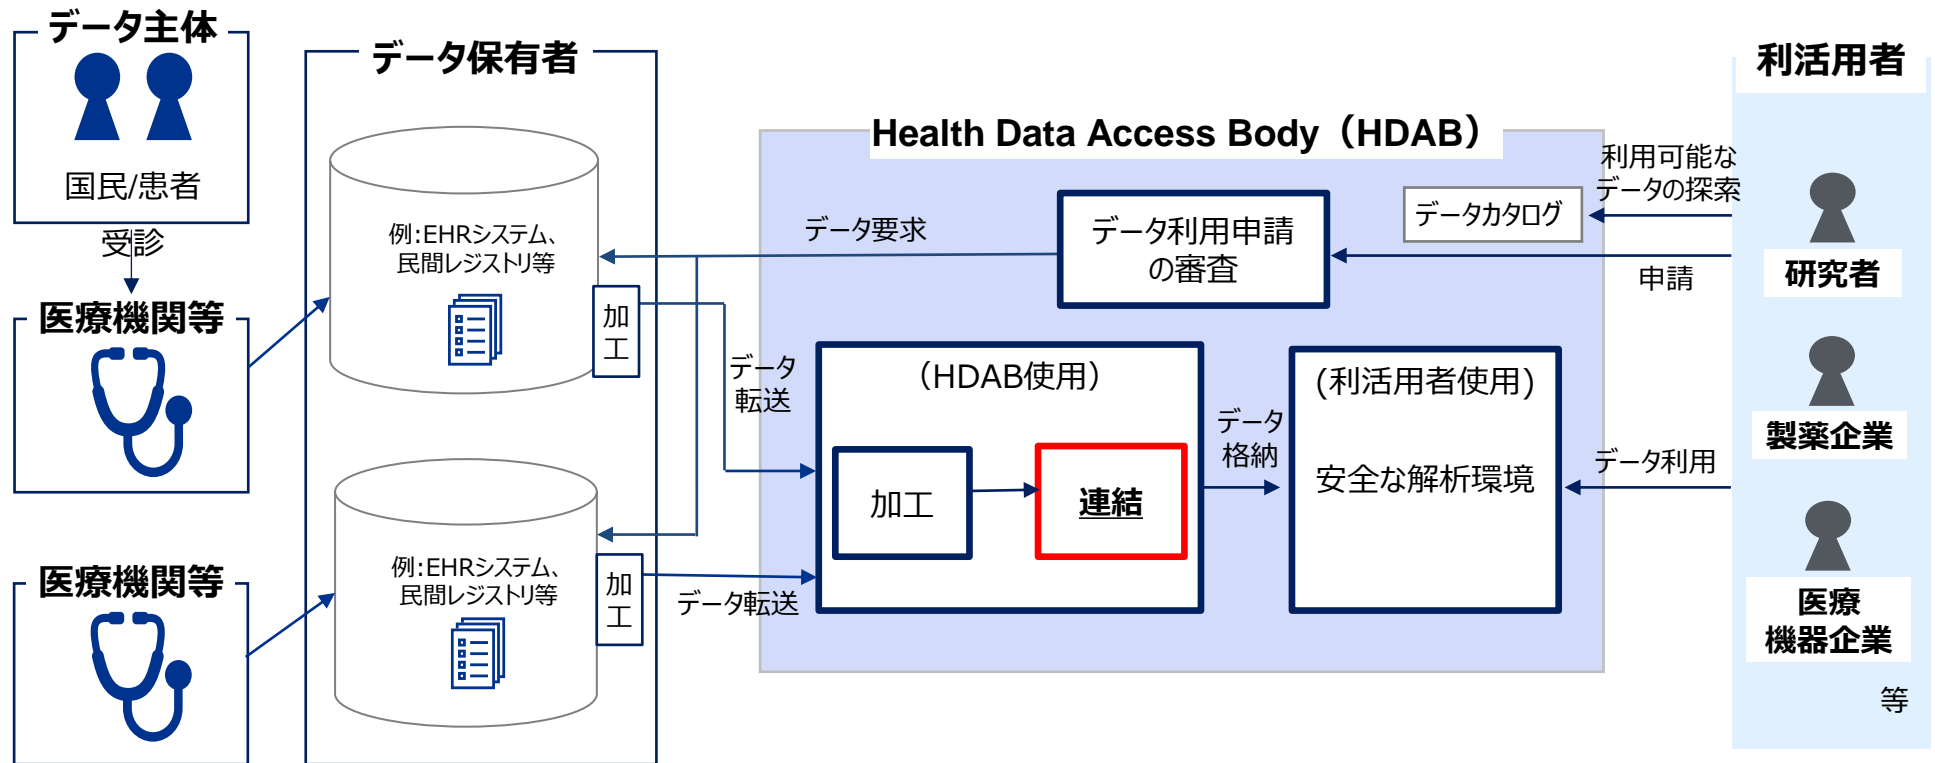 データ主体
国民/患者
受診
医療機関等
医療機関等
データ保有者
例:EHRシステム、
民間レジストリ等
加
工
例:EHRシステム、
民間レジストリ等
加
工
データ要求
データ
転送
データ転送
Health Data Access Body（HDAB）
データ利用申請
の審査
データカタログ
（HDAB使用）
加工
連結
データ
格納
(利活用者使用)
安全な解析環境
利用可能な
データの探索
申請
データ利用
利活用者
研究者
製薬企業
医療
機器企業
等